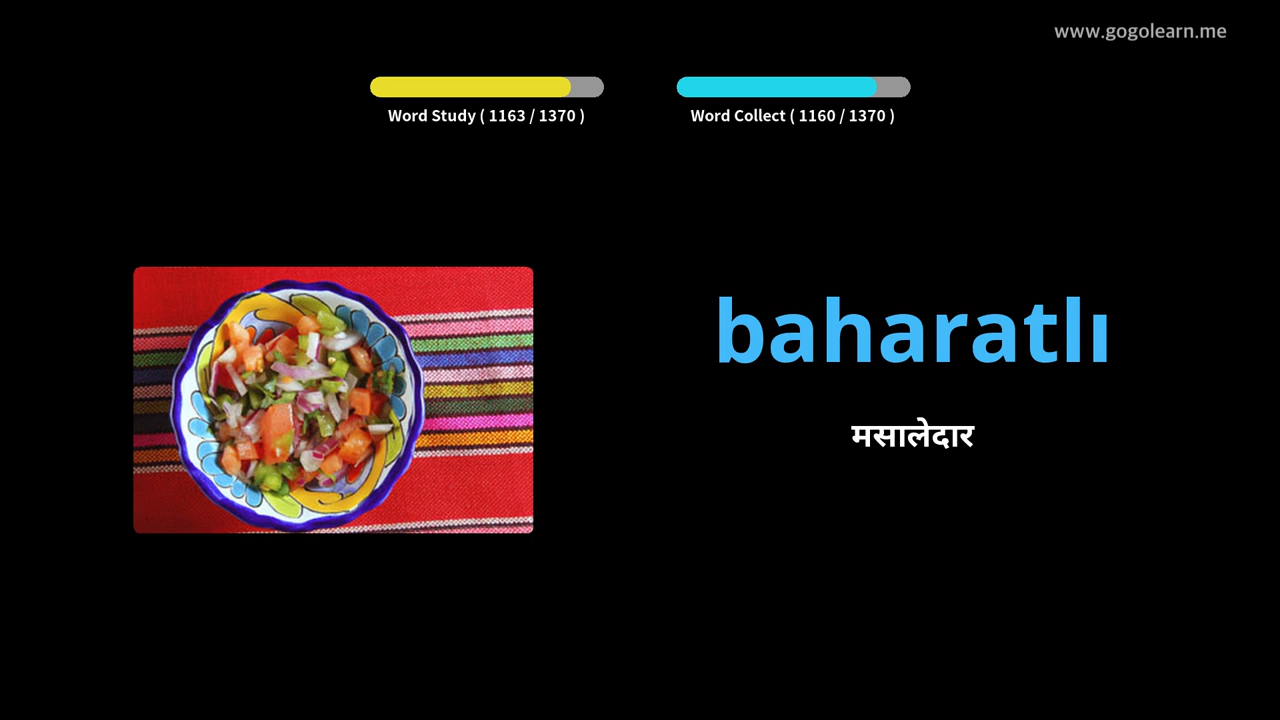 www.gogolearn.me
Word Study ( 1163 / 1370 )
Word Collect ( 1160 / 1370 )
baharatlı
मसालेदार